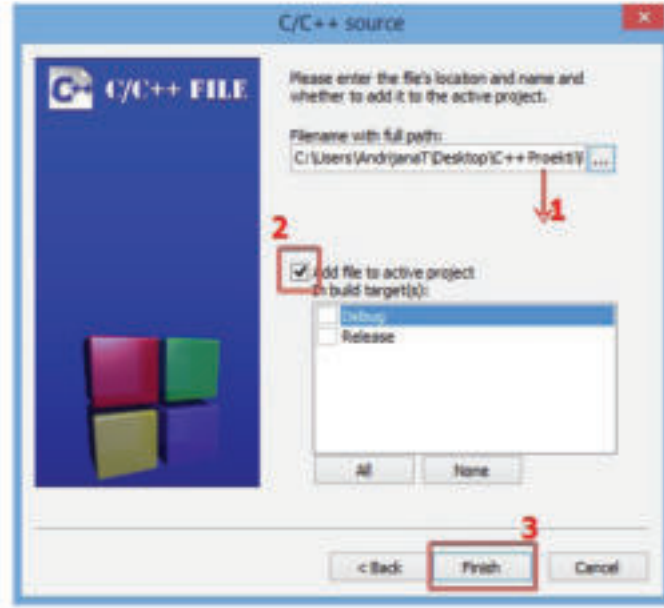 C/C++ source
C/C++ FILE
Please enter the file's location and name and
whether to add it to the active project.
Filename with full path:
C:\Users\AndrijanaT\Desktop\C++ Proekti\ ...
1
2
Add file to active project
In build target(s):
Debug
Release
All
None
3
< Back
Finish
Cancel